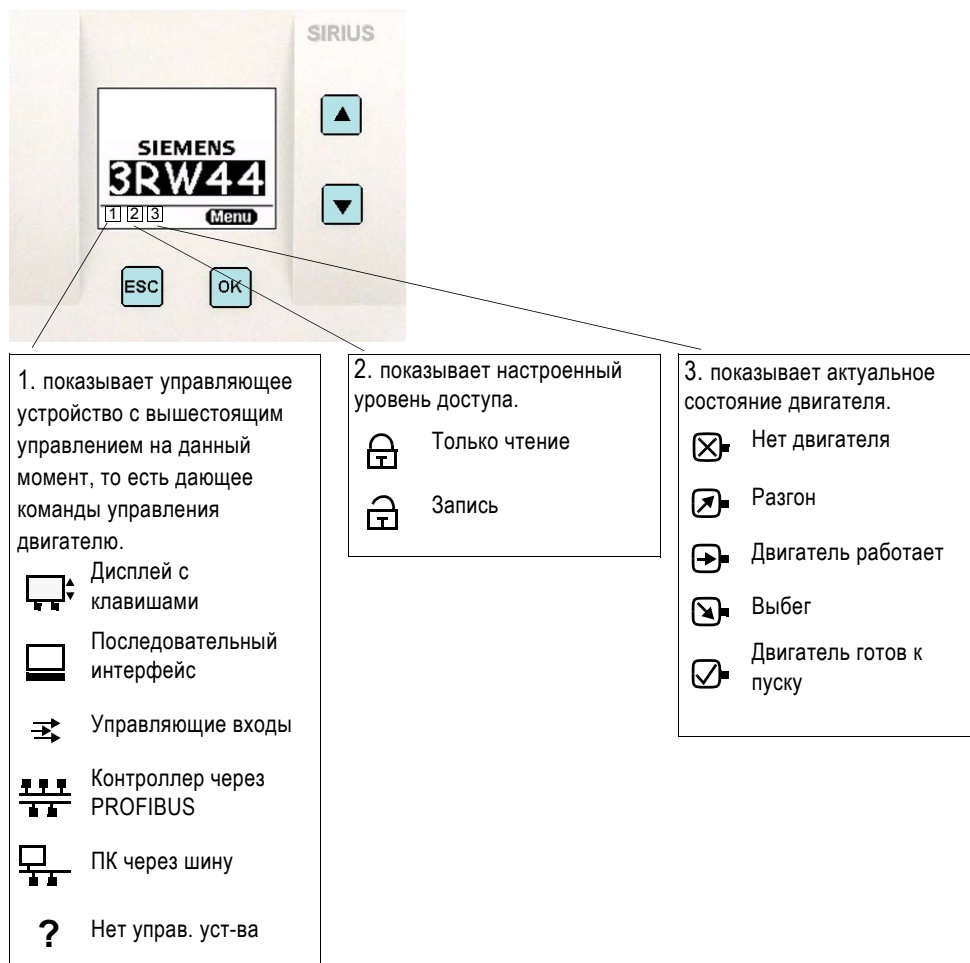 SIRIUS
SIEMENS
3RW44
1 2 3 Menu
ESC OK
1. показывает управляющее
устройство с вышестоящим
управлением на данный
момент, то есть дающее
команды управления
двигателю.
Дисплей с
клавишами
Последовательный
интерфейс
Управляющие входы
Контроллер через
PROFIBUS
ПК через шину
? Нет управ. уст-ва
2. показывает настроенный
уровень доступа.
Только чтение
Запись
3. показывает актуальное
состояние двигателя.
Нет двигателя
Разгон
Двигатель работает
Выбег
Двигатель готов к
пуску